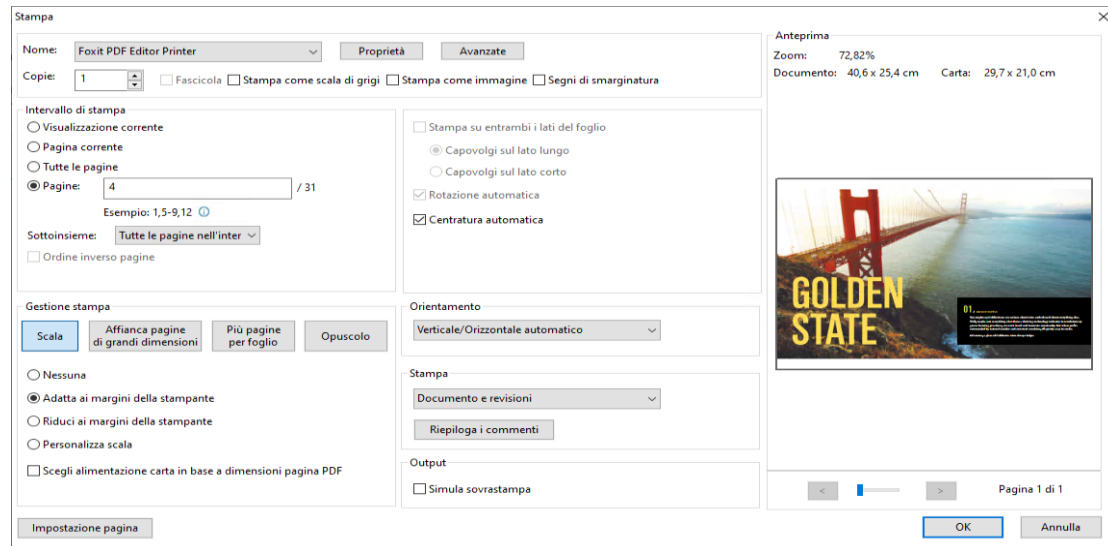 Stampa
Nome: Foxit PDF Editor Printer Proprietà Avanzate
Copie: 1 Fascicola Stampa come scala di grigi Stampa come immagine Segni di smarginatura
Intervallo di stampa
Visualizzazione corrente
Pagina corrente
Tutte le pagine
Pagine: 4 / 31
Esempio: 1,5-9,12
Sottoinsieme: Tutte le pagine nell'inter
Ordine inverso pagine
Stampa su entrambi i lati del foglio
Capovolgi sul lato lungo
Capovolgi sul lato corto
Rotazione automatica
Centratura automatica
Gestione stampa
Scala
Affianca pagine
di grandi dimensioni
Più pagine
per foglio
Opuscolo
Nessuna
Adatta ai margini della stampante
Riduci ai margini della stampante
Personalizza scala
Scegli alimentazione carta in base a dimensioni pagina PDF
Orientamento
Verticale/Orizzontale automatico
Stampa
Documento e revisioni
Riepiloga i commenti
Output
Simula sovrastampa
Anteprima
Zoom: 72,82%
Documento: 40,6 x 25,4 cm Carta: 29,7 x 21,0 cm
GOLDEN
STATE
01
< > Pagina 1 di 1
Impostazione pagina
OK Annulla